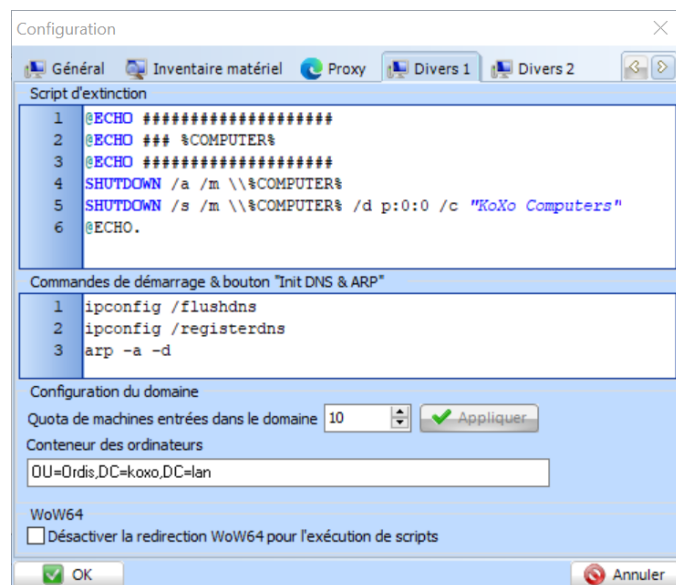 Configuration
Général Inventaire matériel Proxy Divers 1 Divers 2
Script d'extinction
1 @ECHO ####################
2 @ECHO ### %COMPUTER%
3 @ECHO ####################
4 SHUTDOWN /a /m \\%COMPUTER%
5 SHUTDOWN /s /m \\%COMPUTER% /d p:0:0 /c "KoXo Computers"
6 @ECHO.
Commandes de démarrage & bouton "Init DNS & ARP"
1 ipconfig /flushdns
2 ipconfig /registerdns
3 arp -a -d
Configuration du domaine
Quota de machines entrées dans le domaine 10 Appliquer
Conteneur des ordinateurs
OU=Ordis,DC=koxo,DC=lan
WoW64
Désactiver la redirection WoW64 pour l'exécution de scripts
OK Annuler